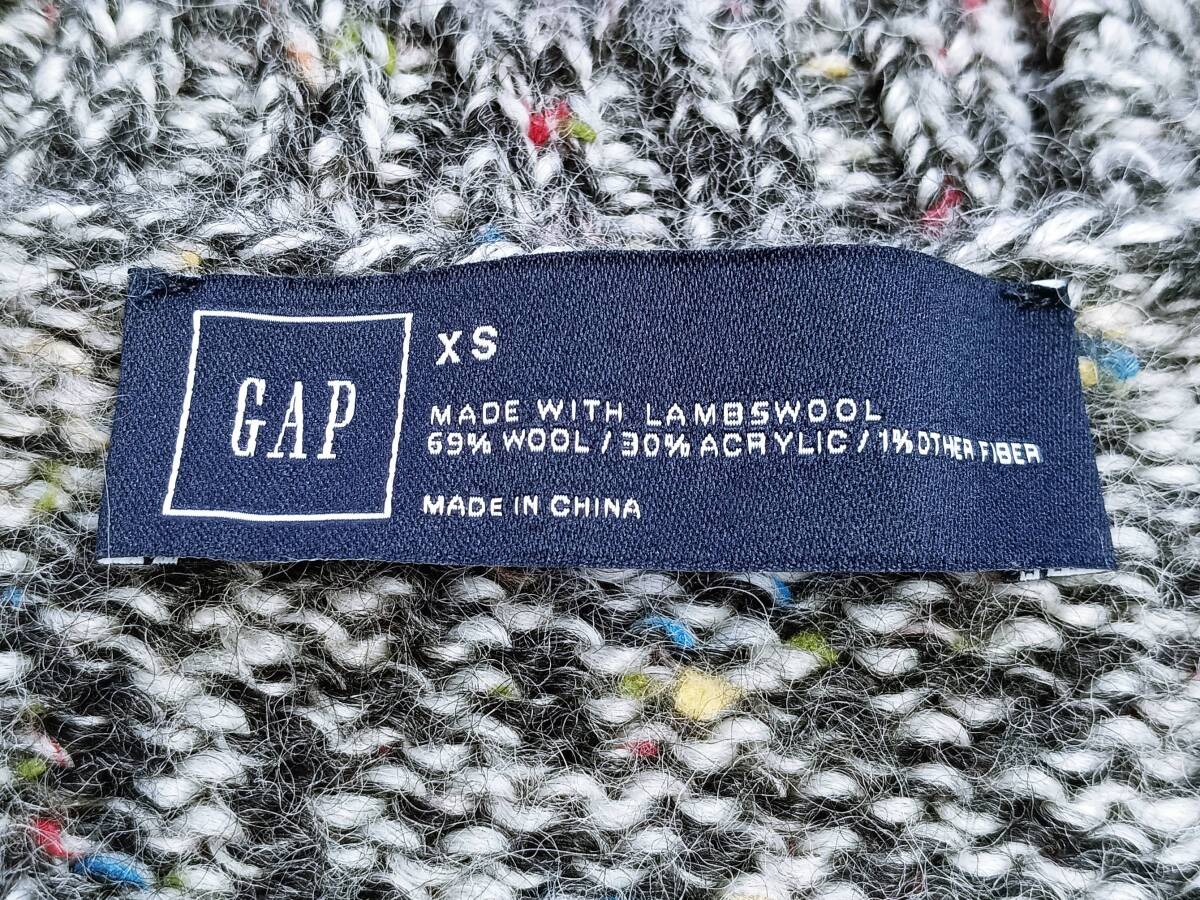 GAP
XS
MADE WITH LAMBSWOOL
69% WOOL / 30% ACRYLIC / 1% OTHER FIBER
MADE IN CHINA